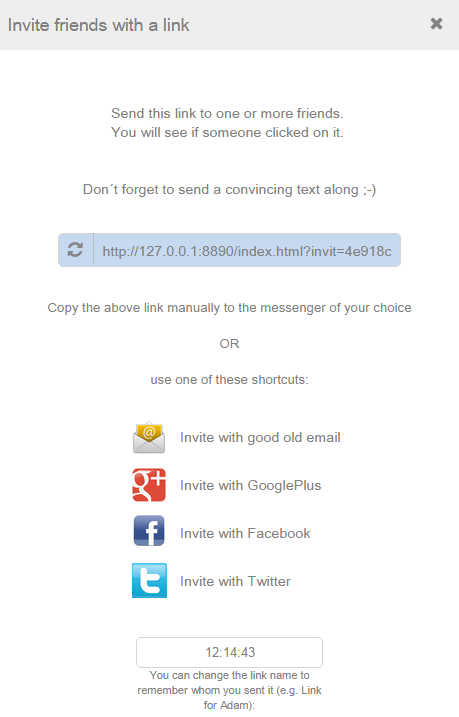 Invite friends with a link
Send this link to one or more friends.
You will see if someone clicked on it.
Don´t forget to send a convincing text along ;-)
http://127.0.0.1:8890/index.html?invit=4e918c
Copy the above link manually to the messenger of your choice
OR
use one of these shortcuts:
Invite with good old email
Invite with GooglePlus
Invite with Facebook
Invite with Twitter
12:14:43
You can change the link name to
remember whom you sent it (e.g. Link
for Adam):